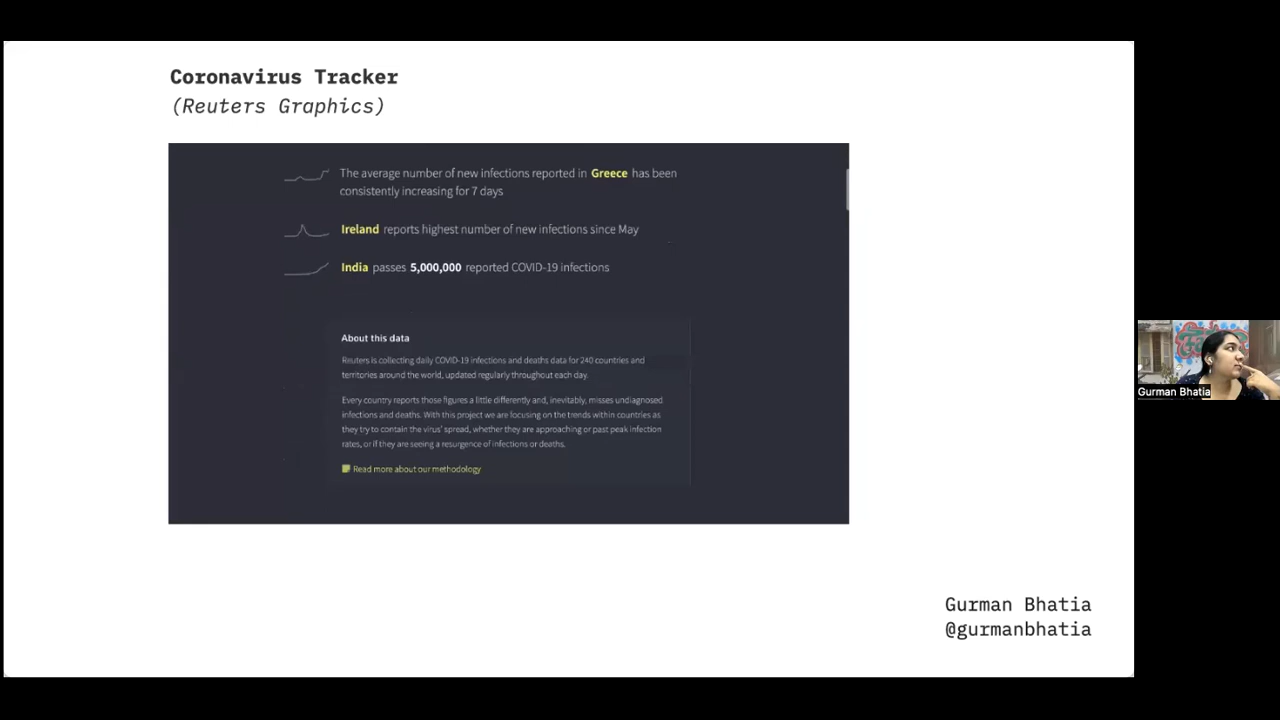 Coronavirus Tracker
(Reuters Graphics)
The average number of new infections reported in Greece has been
consistently increasing for 7 days
Ireland reports highest number of new infections since May
India passes 5,000,000 reported COVID-19 infections
About this data
Reuters is collecting daily COVID-19 infections and deaths data for 240 countries and
territories around the world, updated regularly throughout each day.
Every country reports those figures a little differently and, inevitably, misses undiagnosed
infections and deaths. With this project we are focusing on the trends within countries as
they try to contain the virus' spread, whether they are approaching or past peak infection
rates, or if they are seeing a resurgence of infections or deaths.
Read more about our methodology
Gurman Bhatia
Gurman Bhatia
@gurmanbhatia